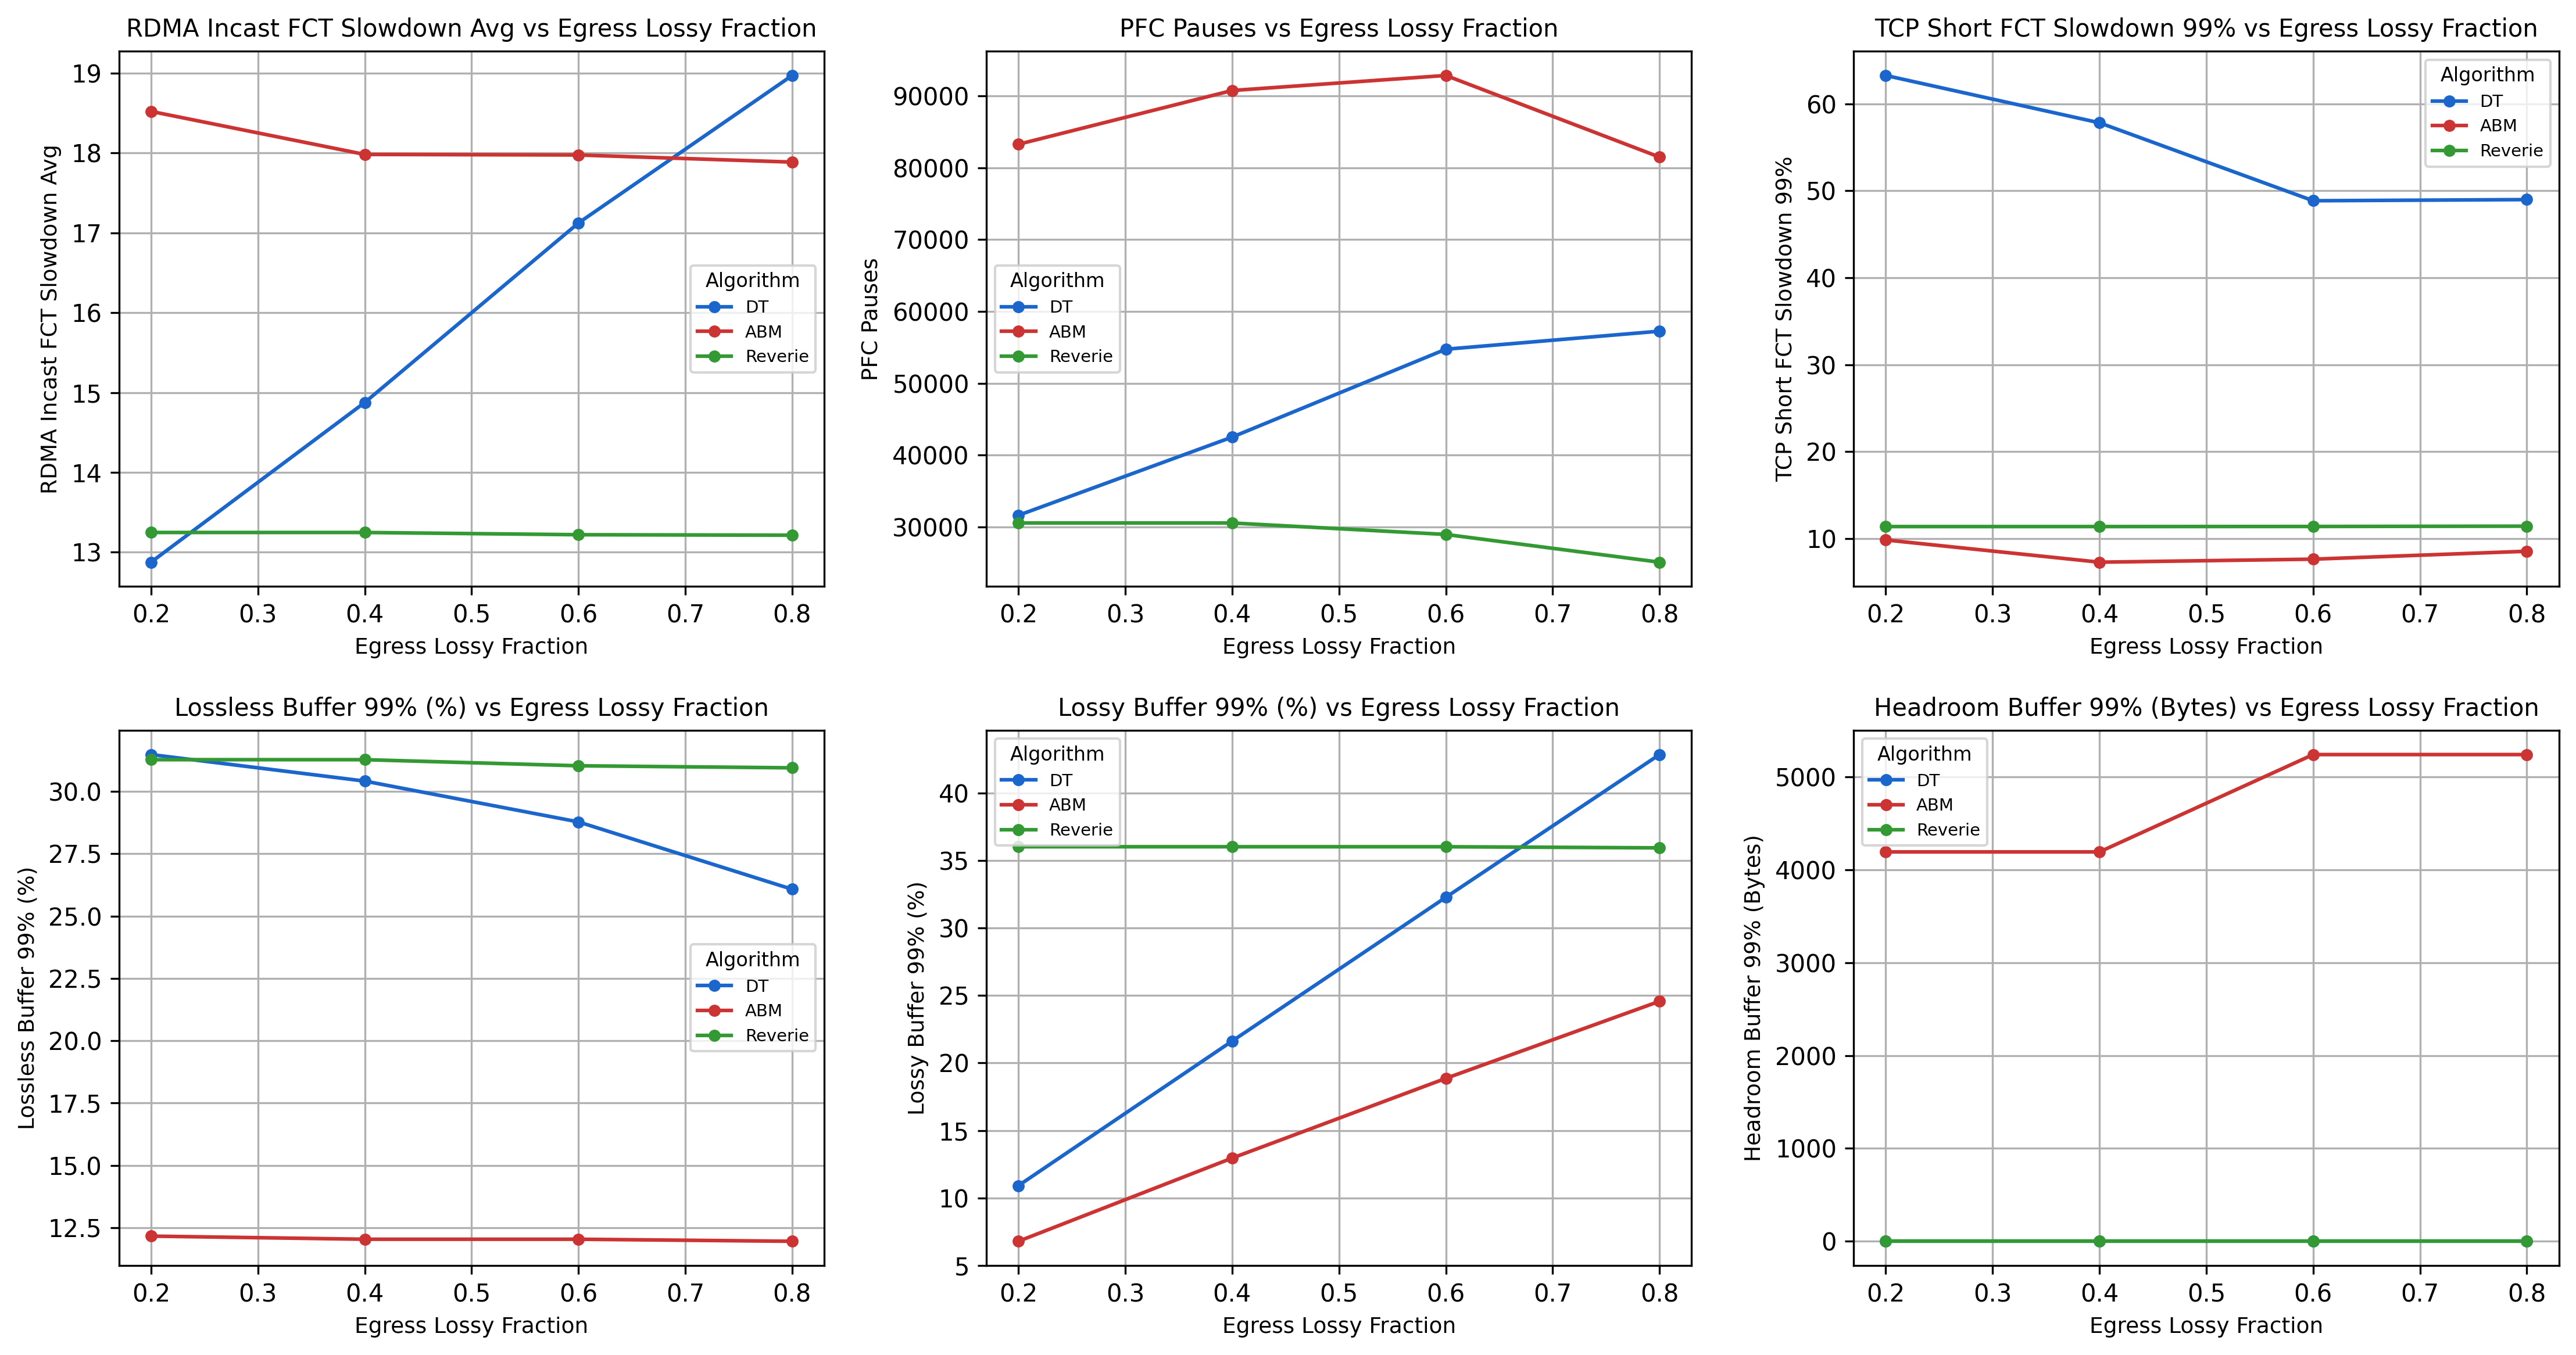 RDMA Incast FCT Slowdown Avg vs Egress Lossy Fraction
RDMA Incast FCT Slowdown Avg
19
18
17
16
15
14
13
Algorithm
DT
ABM
Reverie
0.2 0.3 0.4 0.5 0.6 0.7 0.8
Egress Lossy Fraction
PFC Pauses vs Egress Lossy Fraction
PFC Pauses
90000
80000
70000
60000
50000
40000
30000
Algorithm
DT
ABM
Reverie
0.2 0.3 0.4 0.5 0.6 0.7 0.8
Egress Lossy Fraction
TCP Short FCT Slowdown 99% vs Egress Lossy Fraction
TCP Short FCT Slowdown 99%
60
50
40
30
20
10
Algorithm
DT
ABM
Reverie
0.2 0.3 0.4 0.5 0.6 0.7 0.8
Egress Lossy Fraction
Lossless Buffer 99% (%) vs Egress Lossy Fraction
Lossless Buffer 99% (%)
30.0
27.5
25.0
22.5
20.0
17.5
15.0
12.5
Algorithm
DT
ABM
Reverie
0.2 0.3 0.4 0.5 0.6 0.7 0.8
Egress Lossy Fraction
Lossy Buffer 99% (%) vs Egress Lossy Fraction
Lossy Buffer 99% (%)
40
35
30
25
20
15
10
5
Algorithm
DT
ABM
Reverie
0.2 0.3 0.4 0.5 0.6 0.7 0.8
Egress Lossy Fraction
Headroom Buffer 99% (Bytes) vs Egress Lossy Fraction
Headroom Buffer 99% (Bytes)
5000
4000
3000
2000
1000
0
Algorithm
DT
ABM
Reverie
0.2 0.3 0.4 0.5 0.6 0.7 0.8
Egress Lossy Fraction